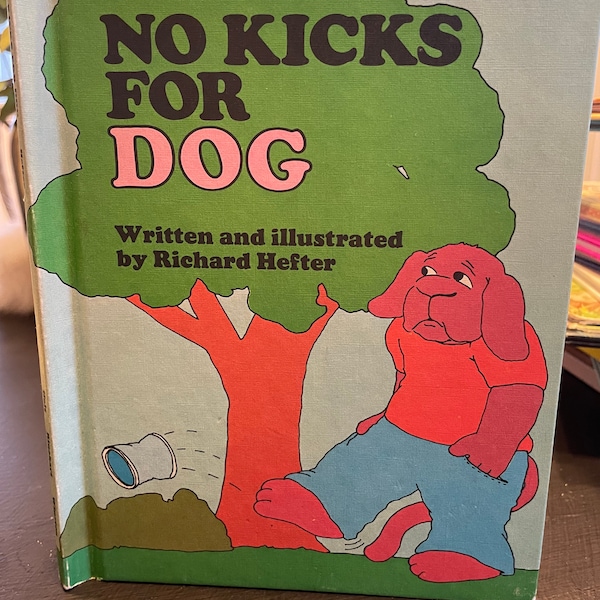 NO KICKS
FOR
DOG
Written and illustrated
by Richard Hefter